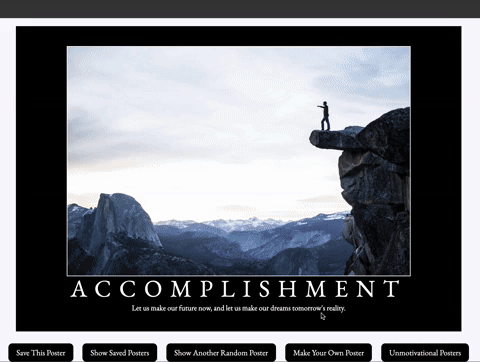 ACCOMPLISHMENT
Let us make our future now, and let us make our dreams tomorrow's reality.
Save This Poster
Show Saved Posters
Show Another Random Poster
Make Your Own Poster
Unmotivational Posters